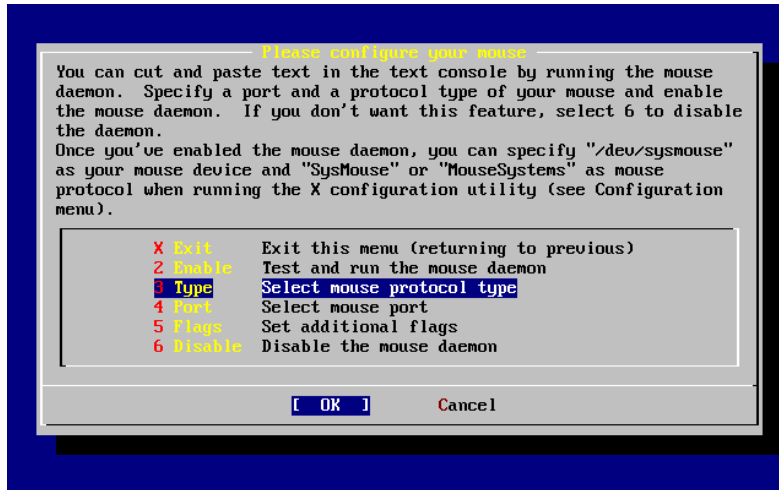 Please configure your mouse
You can cut and paste text in the text console by running the mouse
daemon.  Specify a port and a protocol type of your mouse and enable
the mouse daemon.  If you don't want this feature, select 6 to disable
the daemon.
Once you've enabled the mouse daemon, you can specify "/dev/sysmouse"
as your mouse device and "SysMouse" or "MouseSystems" as mouse
protocol when running the X configuration utility (see Configuration
menu).
X Exit Exit this menu (returning to previous)
2 Enable Test and run the mouse daemon
3 Type Select mouse protocol type
4 Port Select mouse port
5 Flags Set additional flags
6 Disable Disable the mouse daemon
[ OK ] Cancel